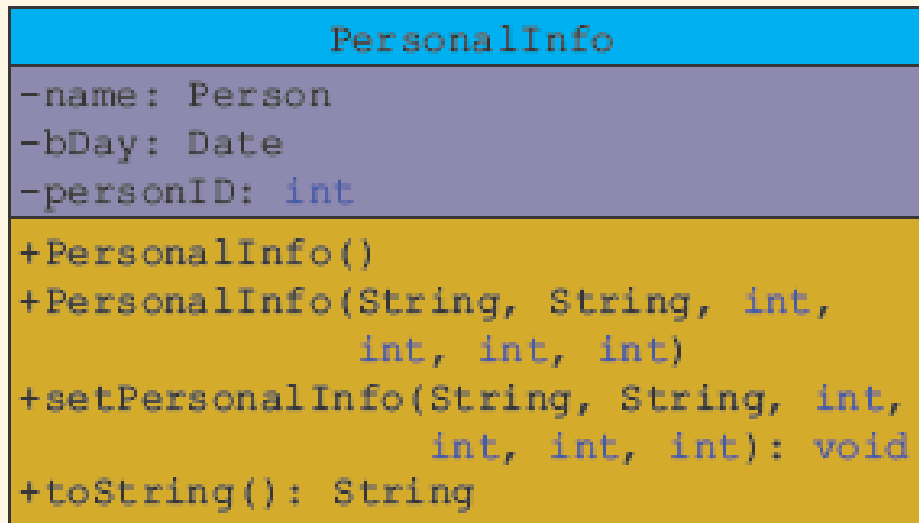 PersonalInfo
-name: Person
-bDay: Date
-personID: int
+PersonalInfo()
+PersonalInfo(String, String, int,
int, int, int)
+setPersonalInfo(String, String, int,
int, int, int): void
+toString(): String